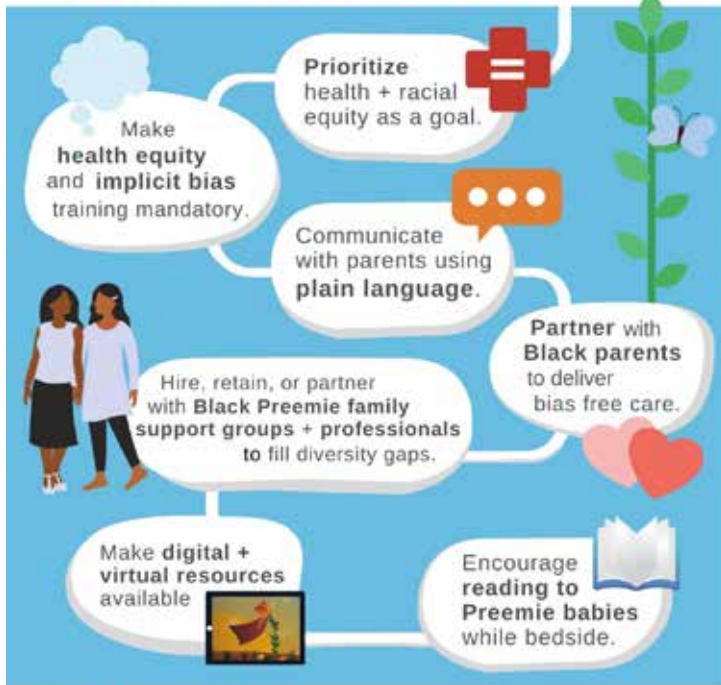 Prioritize
health + racial
equity as a goal.
Make
health equity
and implicit bias
training mandatory.
Communicate
with parents using
plain language.
Partner with
Black parents
to deliver
bias free care.
Hire, retain, or partner
with Black Preemie family
support groups + professionals
to fill diversity gaps.
Make digital +
virtual resources
available
Encourage
reading to
Preemie babies
while bedside.